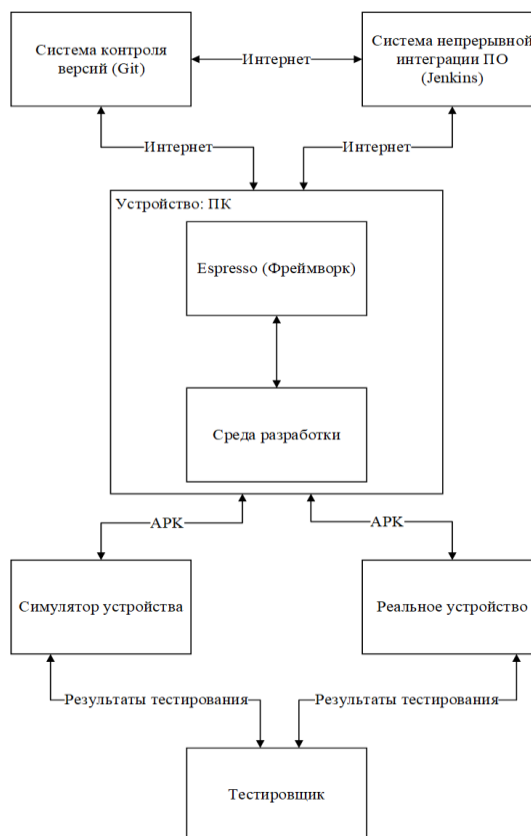 Система контроля
версий (Git)
Интернет
Система непрерывной
интеграции ПО
(Jenkins)
Интернет
Интернет
Устройство: ПК
Espresso (Фреймворк)
Среда разработки
APK
APK
Симулятор устройства
Реальное устройство
Результаты тестирования
Результаты тестирования
Тестировщик